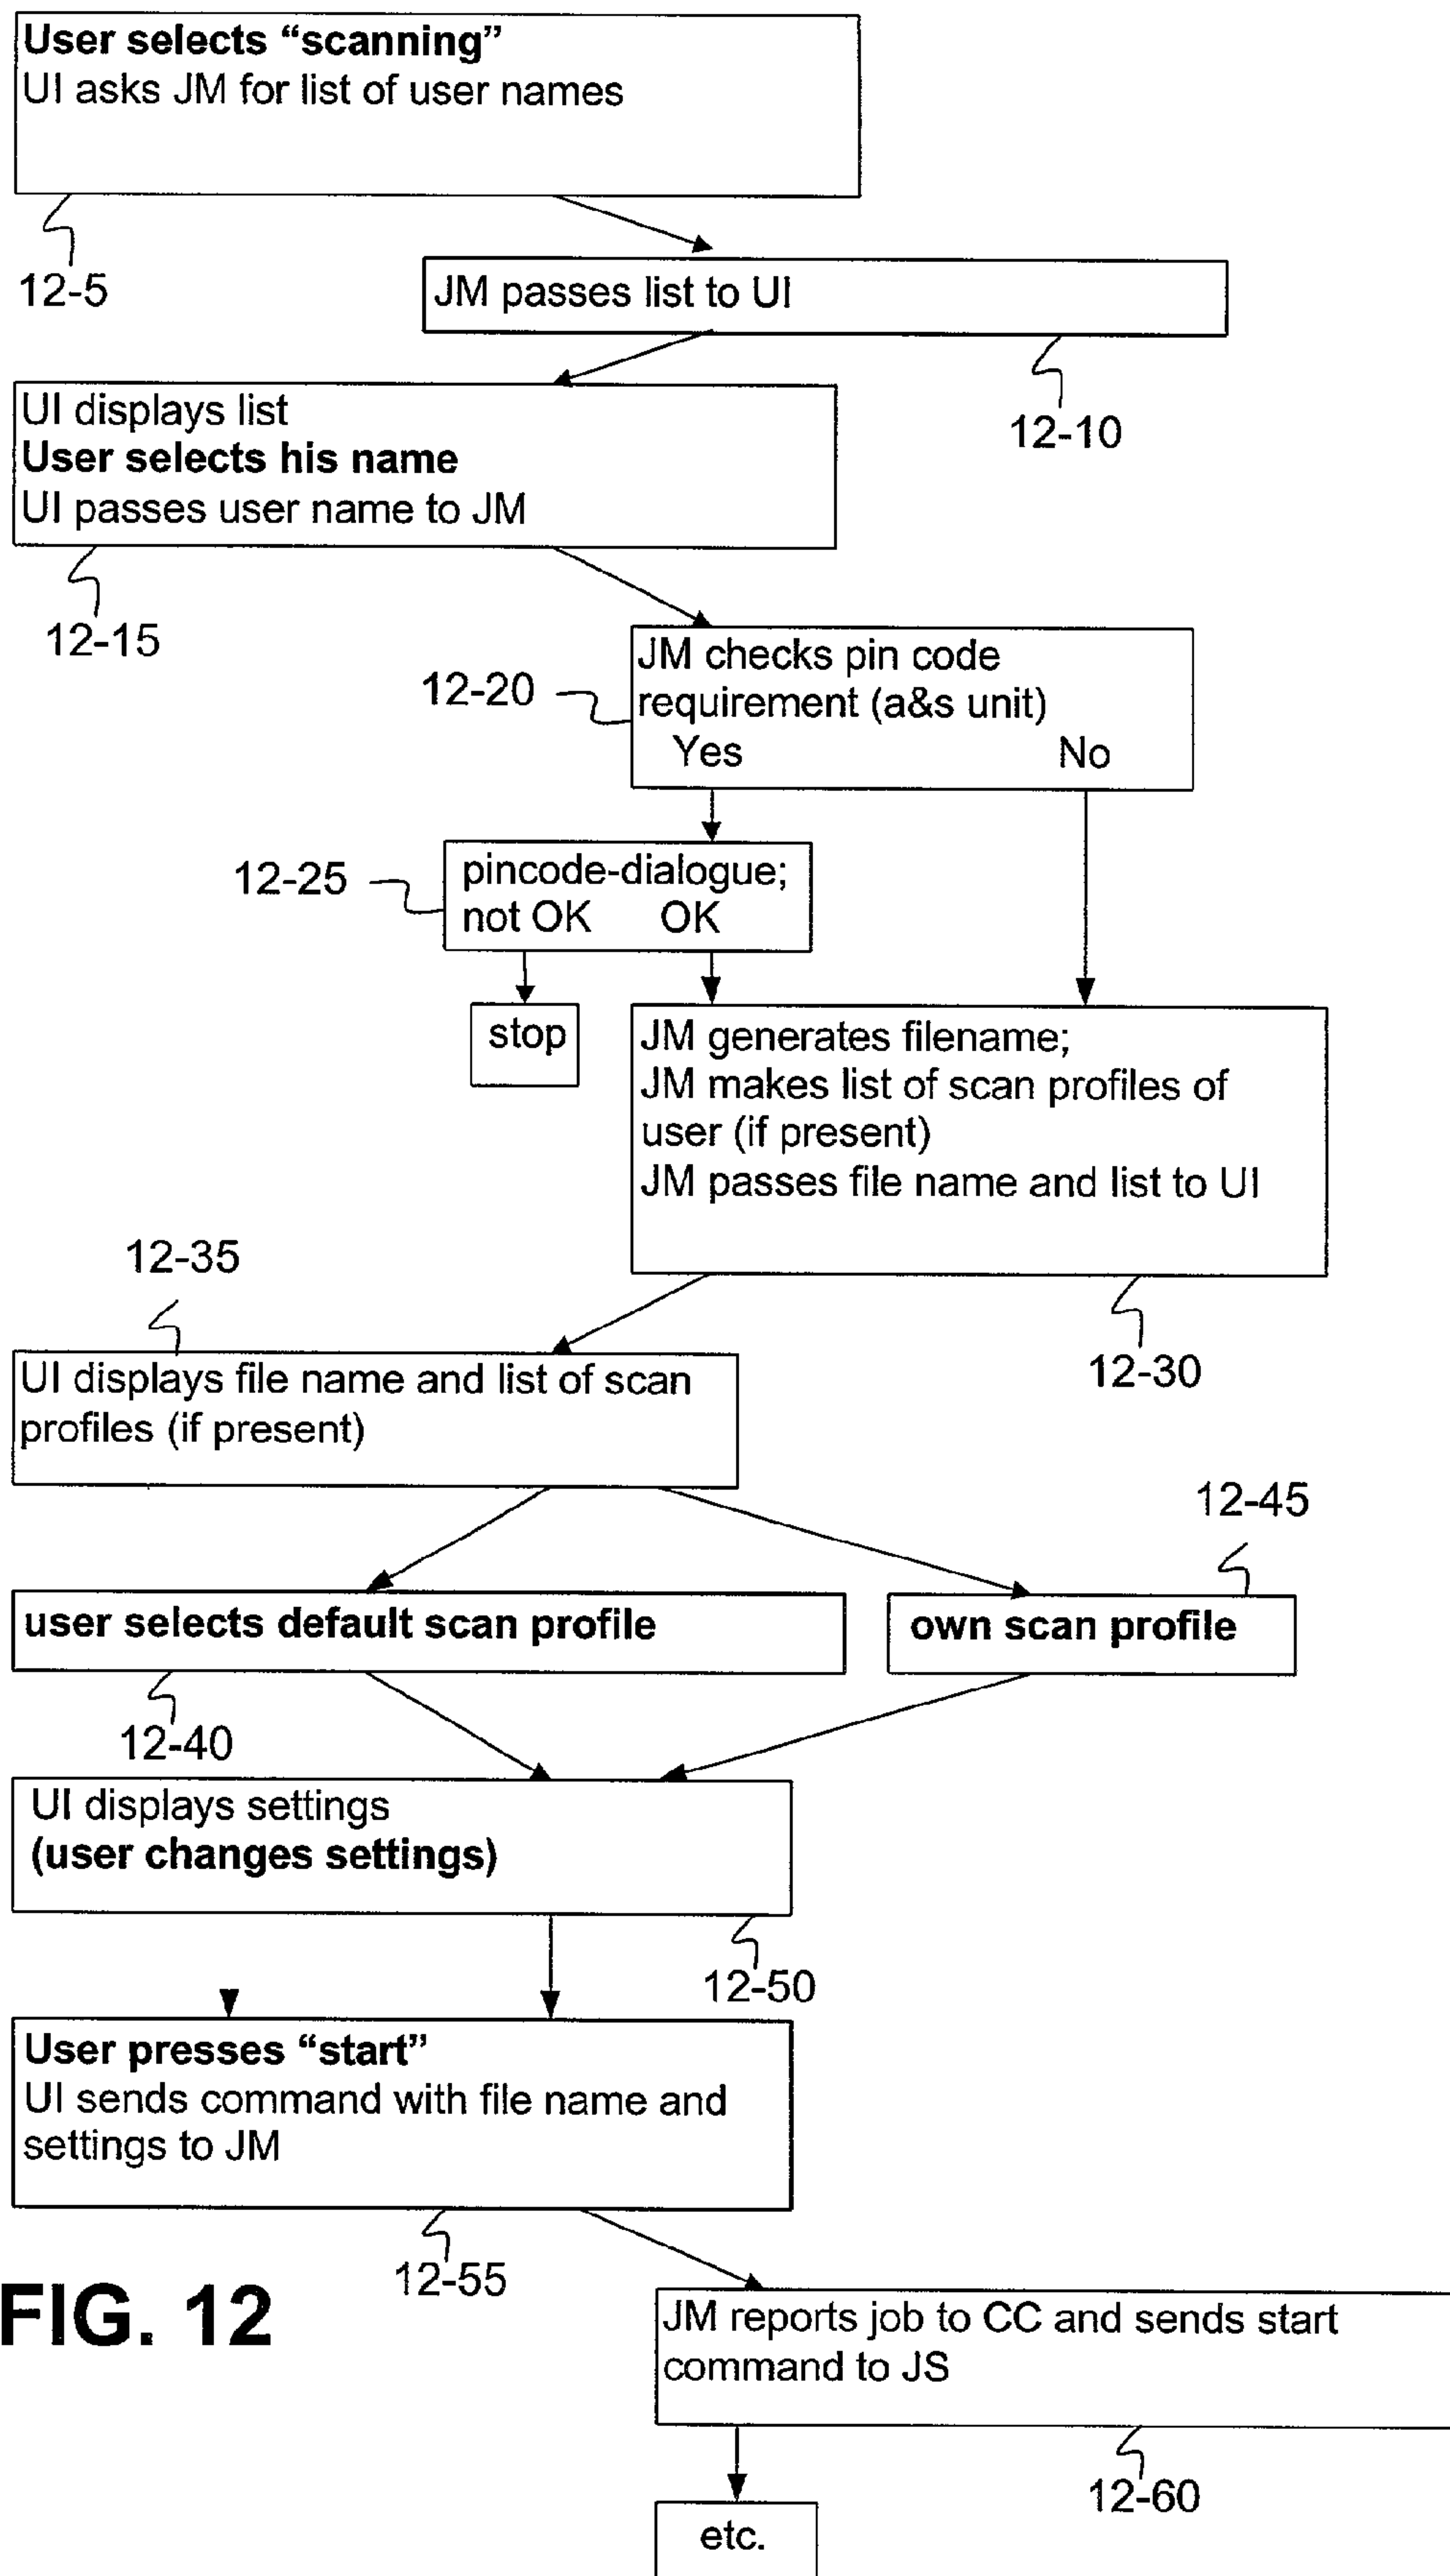 User selects “scanning”
UI asks JM for list of user names
12-5
JM passes list to UI
12-10
UI displays list
User selects his name
UI passes user name to JM
12-15
JM checks pin code
requirement (a&s unit)
Yes No
12-20
12-25
pincode-dialogue;
not OK OK
stop
JM generates filename;
JM makes list of scan profiles of
user (if present)
JM passes file name and list to UI
12-30
12-35
UI displays file name and list of scan
profiles (if present)
12-45
user selects default scan profile
own scan profile
12-40
UI displays settings
(user changes settings)
12-50
User presses “start”
UI sends command with file name and
settings to JM
12-55
FIG. 12
JM reports job to CC and sends start
command to JS
12-60
etc.